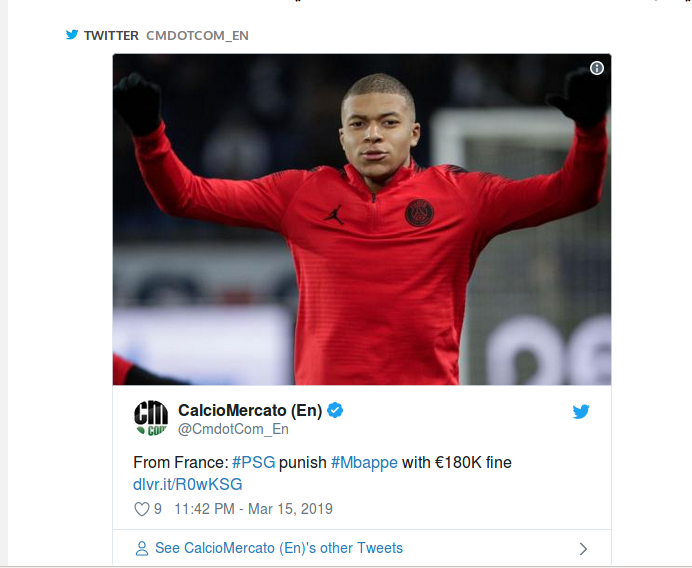 TWITTER CMDOTCOM_EN
cm
COM
CalcioMercato (En)
@CmdotCom_En
From France: #PSG punish #Mbappe with €180K fine
dlvr.it/R0wKSG
9 11:42 PM - Mar 15, 2019
See CalcioMercato (En)'s other Tweets